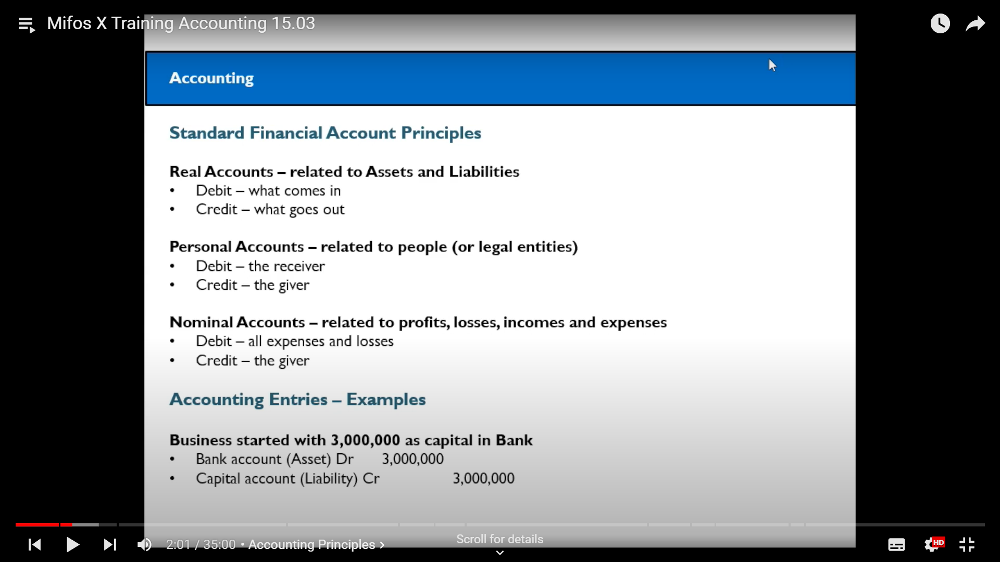 Mifos X Training Accounting 15.03
Accounting
Standard Financial Account Principles
Real Accounts – related to Assets and Liabilities
• Debit – what comes in
• Credit – what goes out
Personal Accounts – related to people (or legal entities)
• Debit – the receiver
• Credit – the giver
Nominal Accounts – related to profits, losses, incomes and expenses
• Debit – all expenses and losses
• Credit – the giver
Accounting Entries – Examples
Business started with 3,000,000 as capital in Bank
• Bank account (Asset) Dr 3,000,000
• Capital account (Liability) Cr 3,000,000
Scroll for details
2:01 / 35:00 • Accounting Principles
HD